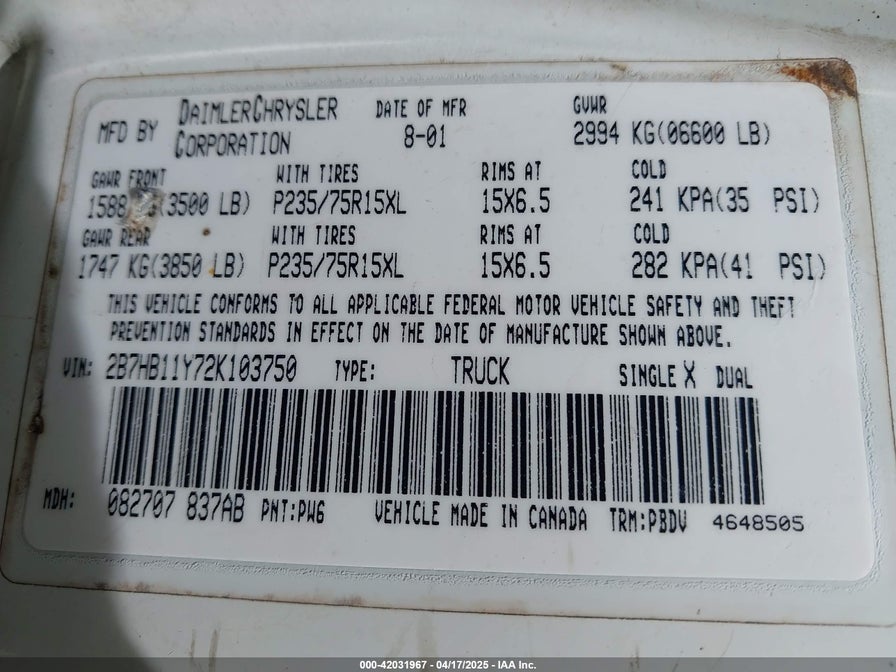 MFD BY DAIMLERCHRYSLER CORPORATION DATE OF MFR 8-01 GVWR 2994 KG(06600 LB)
GAWR FRONT WITH TIRES RIMS AT COLD
1588 KG(3500 LB) P235/75R15XL 15X6.5 241 KPA(35 PSI)
GAWR REAR WITH TIRES RIMS AT COLD
1747 KG(3850 LB) P235/75R15XL 15X6.5 282 KPA(41 PSI)
THIS VEHICLE CONFORMS TO ALL APPLICABLE FEDERAL MOTOR VEHICLE SAFETY AND THEFT
PREVENTION STANDARDS IN EFFECT ON THE DATE OF MANUFACTURE SHOWN ABOVE.
VIN: 2B7HB11Y72K103750 TYPE: TRUCK SINGLE X DUAL
MDH: 082707 837AB PNT:PW6 VEHICLE MADE IN CANADA TRM:PBDV 4648505
000-42031967 - 04/17/2025 - IAA Inc.